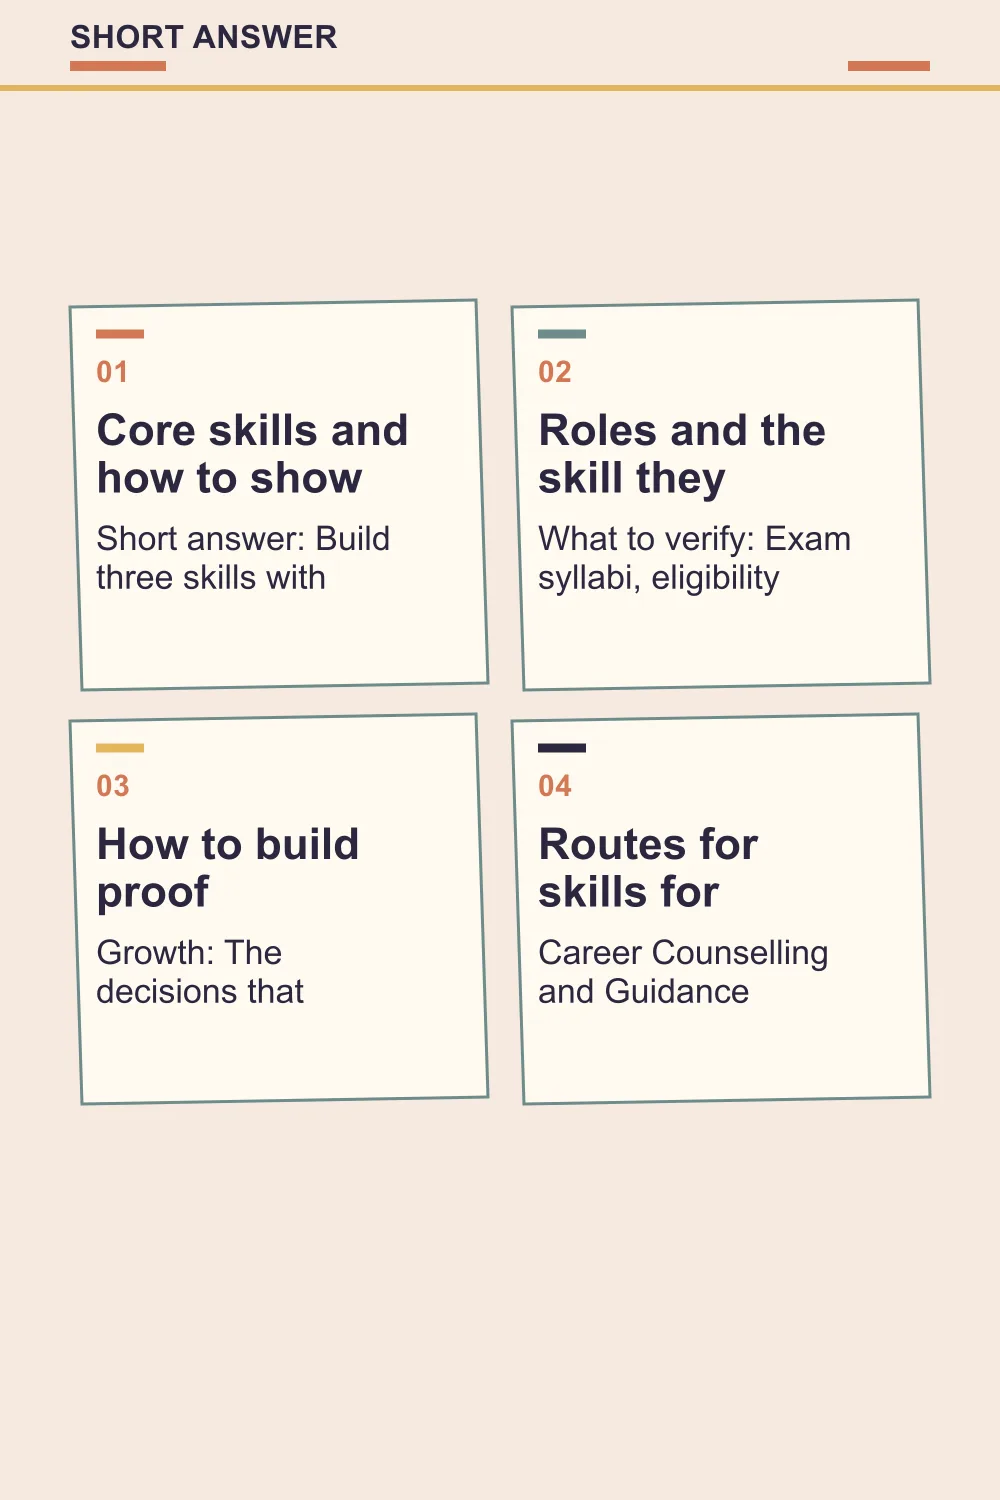 SHORT ANSWER
01
Core skills and
how to show
Short answer: Build
three skills with
02
Roles and the
skill they
What to verify: Exam
syllabi, eligibility
03
How to build
proof
Growth: The
decisions that
04
Routes for
skills for
Career Counselling
and Guidance